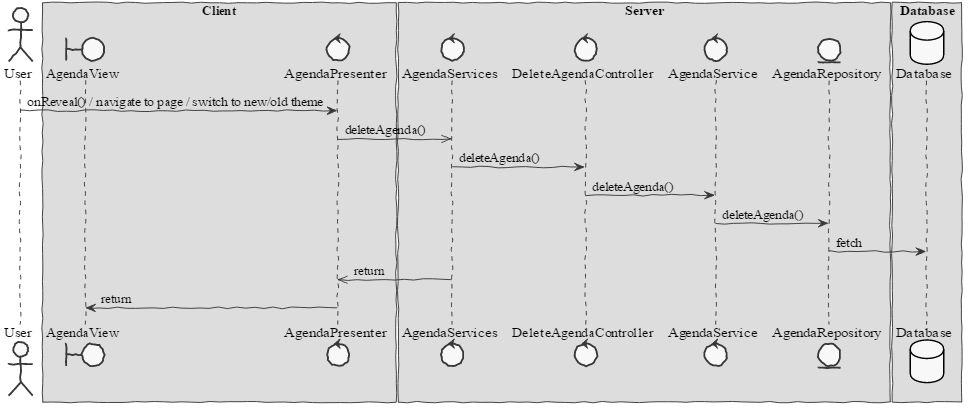 Client
Server
Database
User
AgendaView
AgendaPresenter
AgendaServices
DeleteAgendaController
AgendaService
AgendaRepository
Database
onReveal() / navigate to page / switch to new/old theme
deleteAgenda()
deleteAgenda()
deleteAgenda()
deleteAgenda()
fetch
return
return
User
AgendaView
AgendaPresenter
AgendaServices
DeleteAgendaController
AgendaService
AgendaRepository
Database